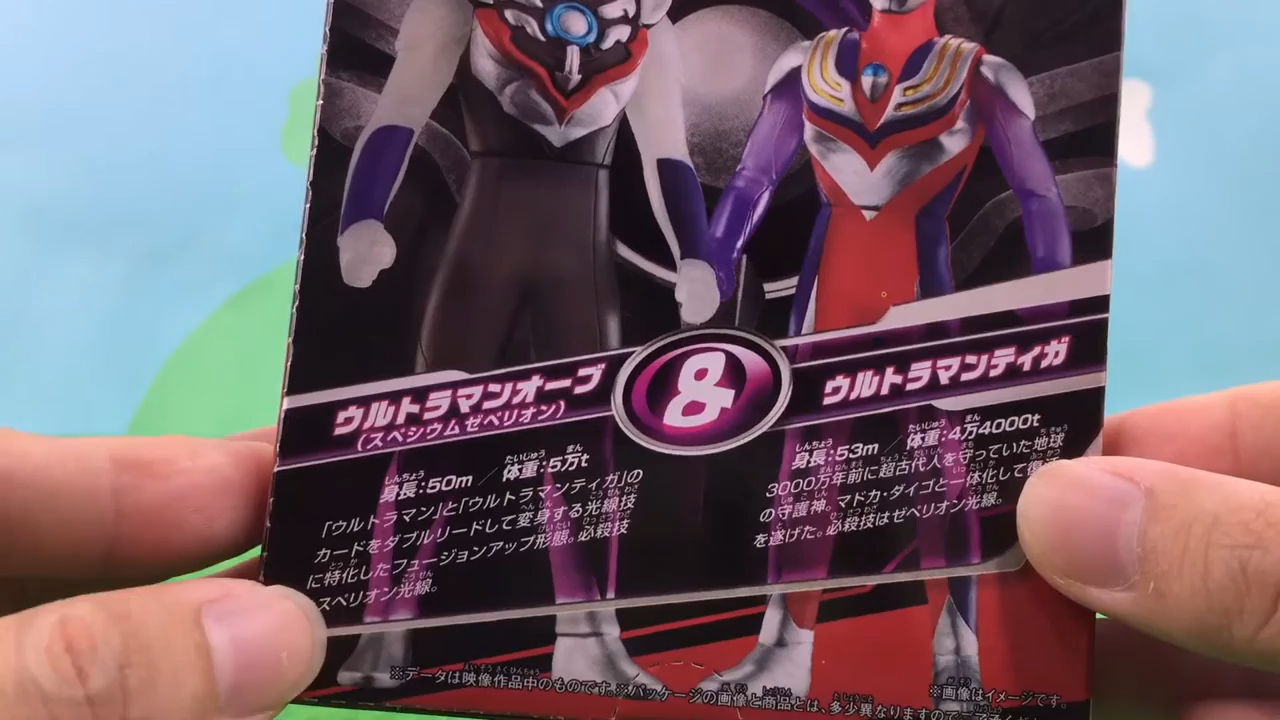 ウルトラマンオーブ
(スペシウムゼペリオン)
&
ウルトラマンティガ
身長:50m / 体重:5万t
「ウルトラマン」と「ウルトラマンティガ」の
カードをダブルリードして変身する光線技
に特化したフュージョンアップ形態。必殺技
スペリオン光線。
身長:53m / 体重:4万4000t
3000万年前に超古代人を守っていた地球
の守護神。マドカ・ダイゴと一体化して復
を遂げた。必殺技はゼペリオン光線。
※データは映像作品中のものです。※パッケージの画像と商品とは、多少異なりますので
※画像はイメージです。